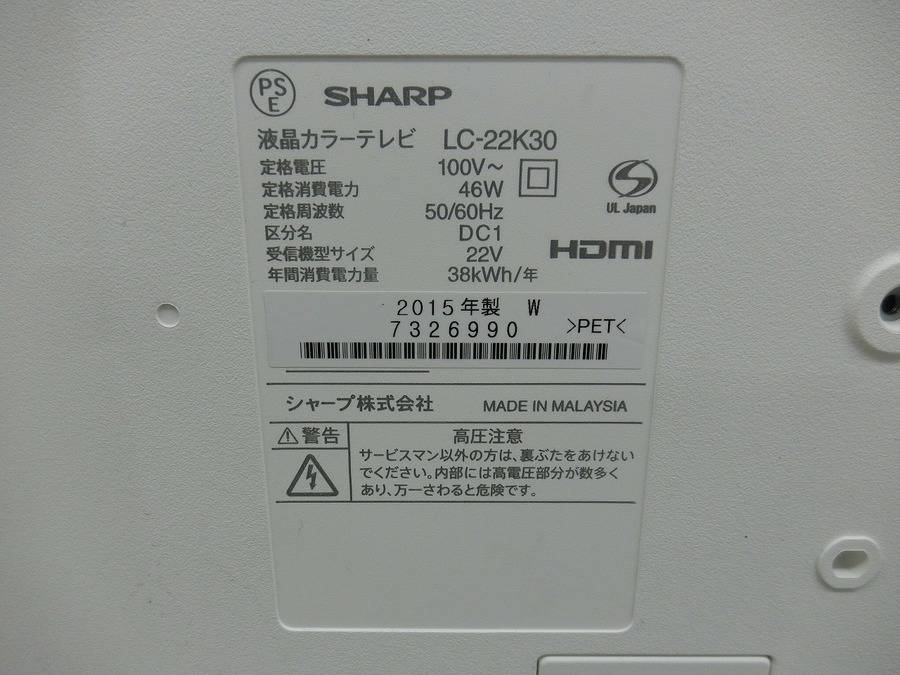 PS
E
SHARP
液晶カラーテレビ LC-22K30
定格電圧 100V～
定格消費電力 46W
定格周波数 50/60Hz
区分名 DC1
受信機型サイズ 22V
年間消費電力量 38kWh/年
UL Japan
HDMI
2015年製 W
7326990 >PET<
シャープ株式会社 MADE IN MALAYSIA
警告 高圧注意
サービスマン以外の方は、裏ぶたをあけない
でください。内部には高電圧部分が数多く
あり、万一さわると危険です。